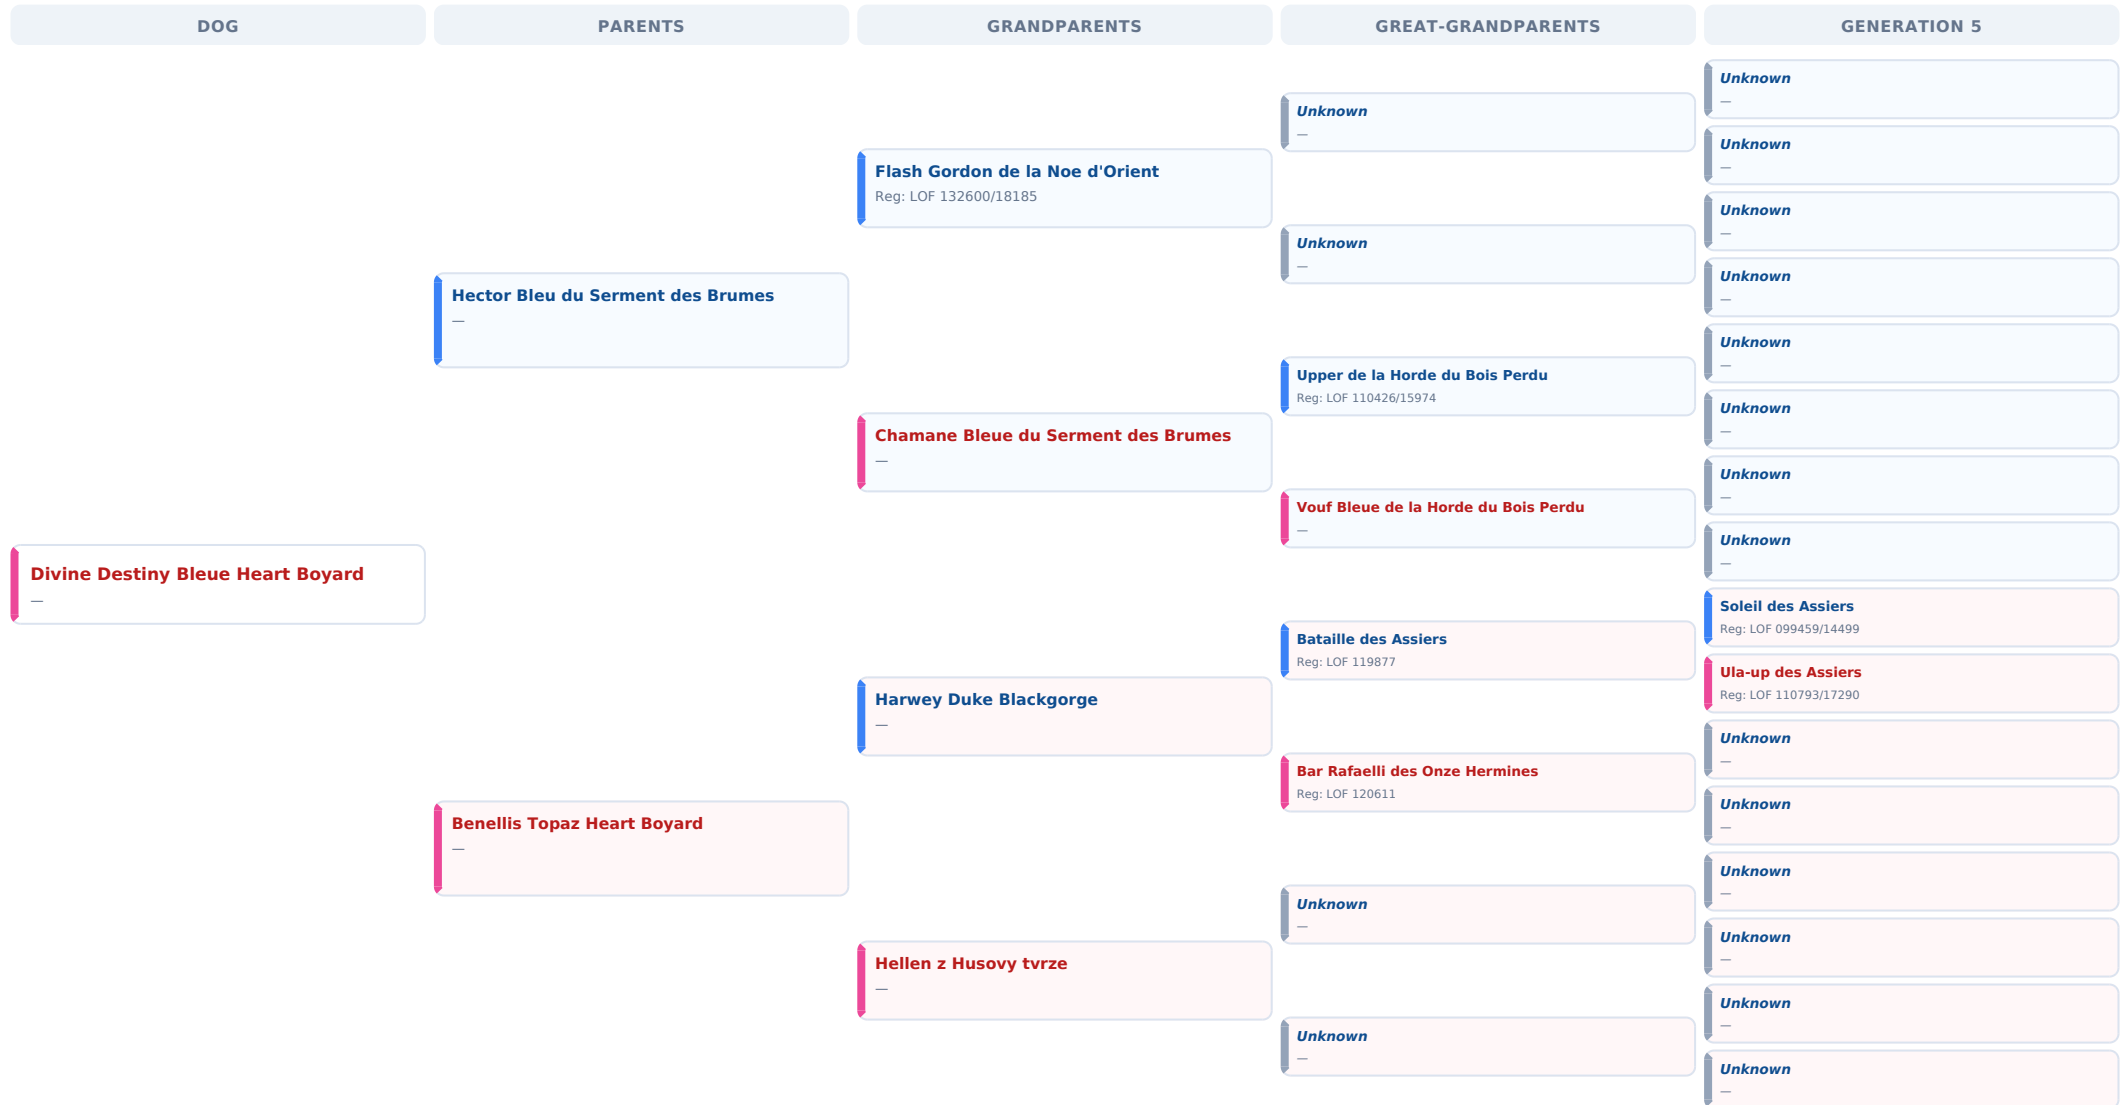 DOG
PARENTS
GRANDPARENTS
GREAT-GRANDPARENTS
GENERATION 5
Divine Destiny Bleue Heart Boyard
—
Hector Bleu du Serment des Brumes
—
Benellis Topaz Heart Boyard
—
Flash Gordon de la Noe d'Orient
Reg: LOF 132600/18185
Chamane Bleue du Serment des Brumes
—
Harwey Duke Blackgorge
—
Hellen z Husovy tvrze
—
Unknown
—
Unknown
—
Upper de la Horde du Bois Perdu
Reg: LOF 110426/15974
Vouf Bleue de la Horde du Bois Perdu
—
Bataille des Assiers
Reg: LOF 119877
Bar Rafaelli des Onze Hermines
Reg: LOF 120611
Unknown
—
Unknown
—
Unknown
—
Unknown
—
Unknown
—
Unknown
—
Unknown
—
Unknown
—
Unknown
—
Unknown
—
Soleil des Assiers
Reg: LOF 099459/14499
Ula-up des Assiers
Reg: LOF 110793/17290
Unknown
—
Unknown
—
Unknown
—
Unknown
—
Unknown
—
Unknown
—